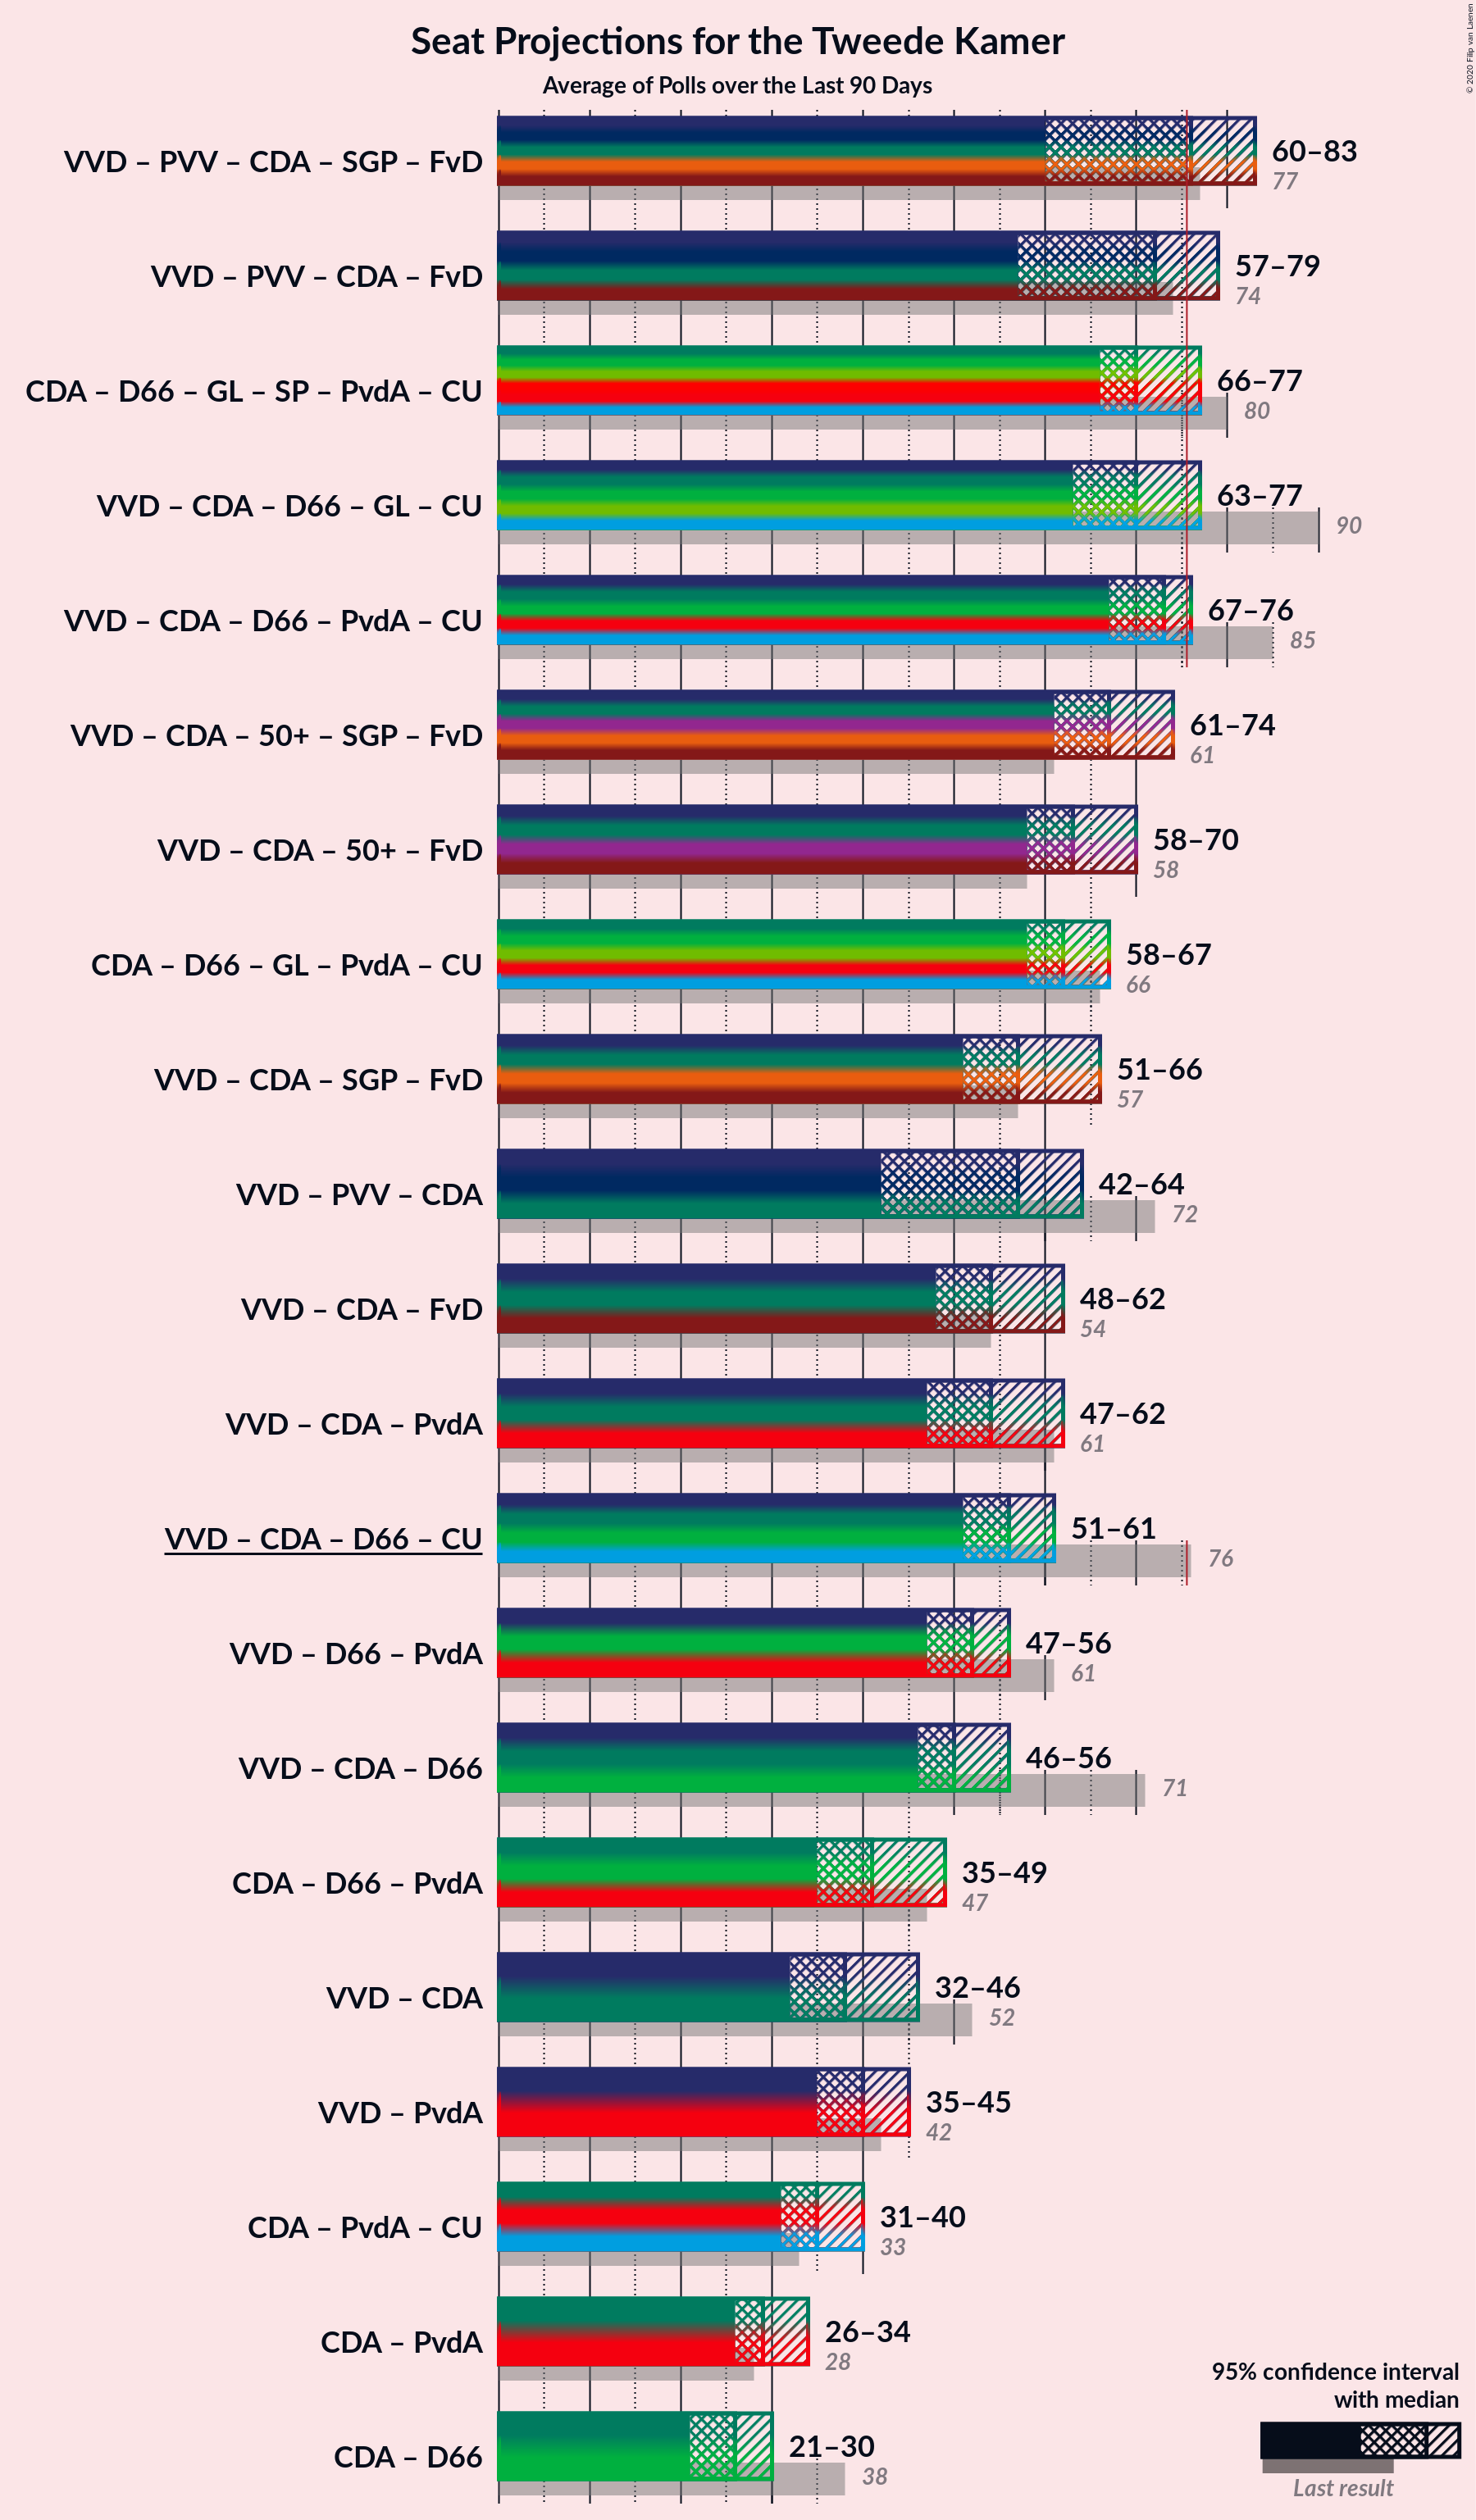 Seat Projections for the Tweede Kamer
Average of Polls over the Last 90 Days
© 2020 Filip van Laenen
VVD – PVV – CDA – SGP – FvD
60–83
77
VVD – PVV – CDA – FvD
57–79
74
CDA – D66 – GL – SP – PvdA – CU
66–77
80
VVD – CDA – D66 – GL – CU
63–77
90
VVD – CDA – D66 – PvdA – CU
67–76
85
VVD – CDA – 50+ – SGP – FvD
61–74
61
VVD – CDA – 50+ – FvD
58–70
58
CDA – D66 – GL – PvdA – CU
58–67
66
VVD – CDA – SGP – FvD
51–66
57
VVD – PVV – CDA
42–64
72
VVD – CDA – FvD
48–62
54
VVD – CDA – PvdA
47–62
61
VVD – CDA – D66 – CU
51–61
76
VVD – D66 – PvdA
47–56
61
VVD – CDA – D66
46–56
71
CDA – D66 – PvdA
35–49
47
VVD – CDA
32–46
52
VVD – PvdA
35–45
42
CDA – PvdA – CU
31–40
33
CDA – PvdA
26–34
28
CDA – D66
21–30
38
95% confidence interval
with median
Last result